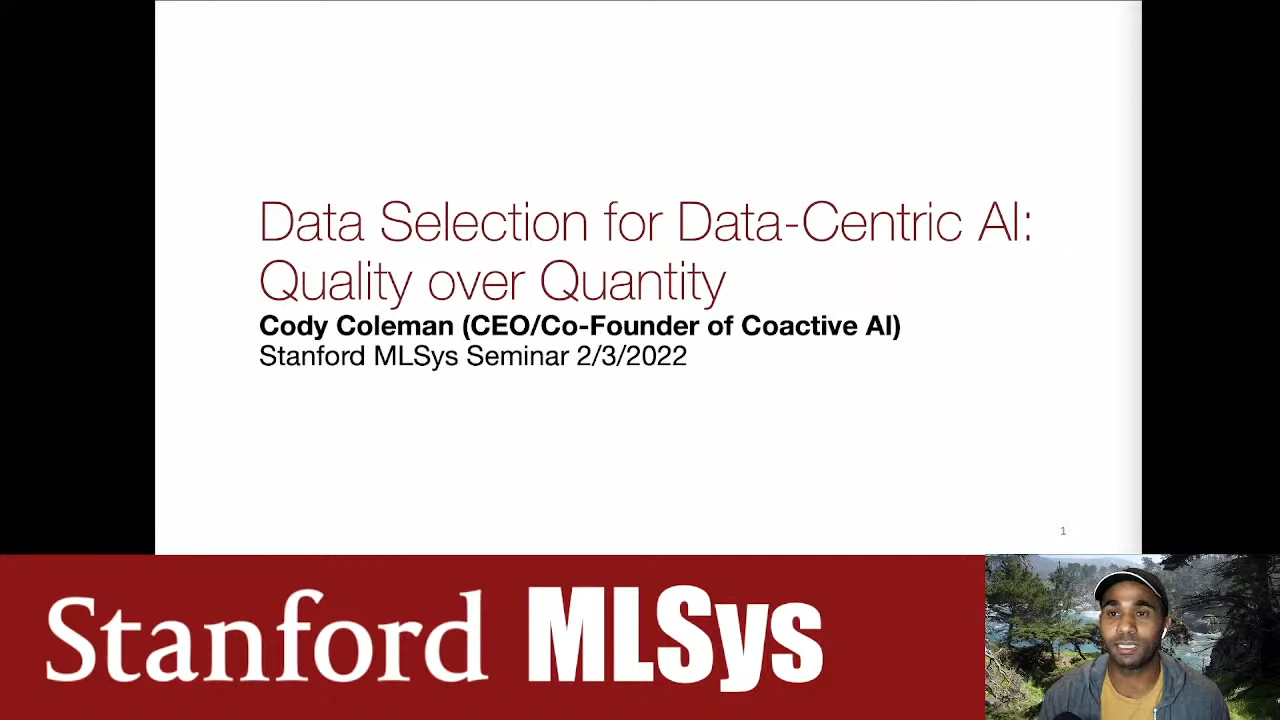 Data Selection for Data-Centric AI:
Quality over Quantity
Cody Coleman (CEO/Co-Founder of Coactive AI)
Stanford MLSys Seminar 2/3/2022
1
Stanford MLSys